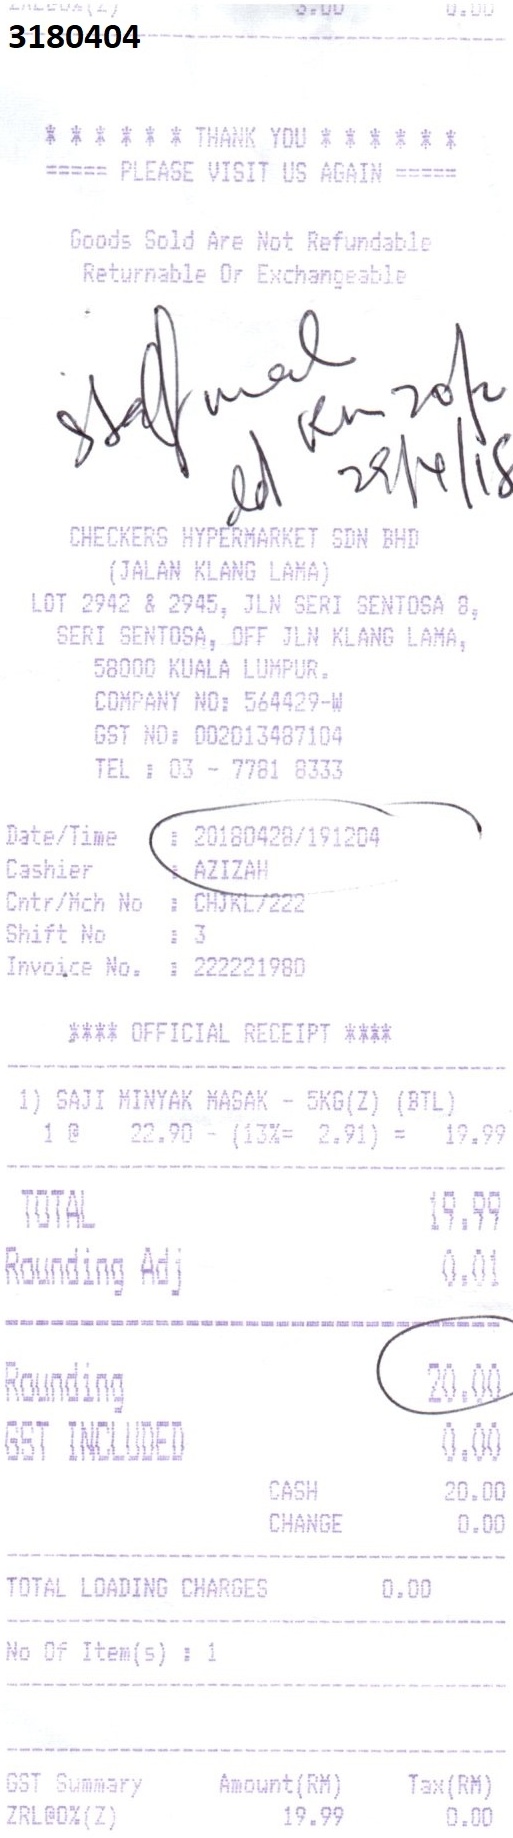 ZRL@0%(Z) 3.00 0.00
3180404
* * * * * * THANK YOU * * * * * *
===== PLEASE VISIT US AGAIN =====
Goods Sold Are Not Refundable
Returnable Or Exchangeable
staff meal
Rm 20/=
29/4/18
CHECKERS HYPERMARKET SDN BHD
(JALAN KLANG LAMA)
LOT 2942 & 2945, JLN SERI SENTOSA 8,
SERI SENTOSA, OFF JLN KLANG LAMA,
58000 KUALA LUMPUR.
COMPANY NO: 564429-W
GST NO: 002013487104
TEL : 03 - 7781 8333
Date/Time : 20180428/191204
Cashier : AZIZAH
Cntr/Mch No : CHJKL/222
Shift No : 3
Invoice No. : 222221980
**** OFFICIAL RECEIPT ****
1) SAJI MINYAK MASAK - 5KG(Z) (BTL)
1 @ 22.90 - (13%= 2.91) = 19.99
TOTAL 19.99
Rounding Adj 0.01
Rounding 20.00
GST INCLUDED 0.00
CASH 20.00
CHANGE 0.00
TOTAL LOADING CHARGES 0.00
No Of Item(s) : 1
GST Summary Amount(RM) Tax(RM)
ZRL@0%(Z) 19.99 0.00